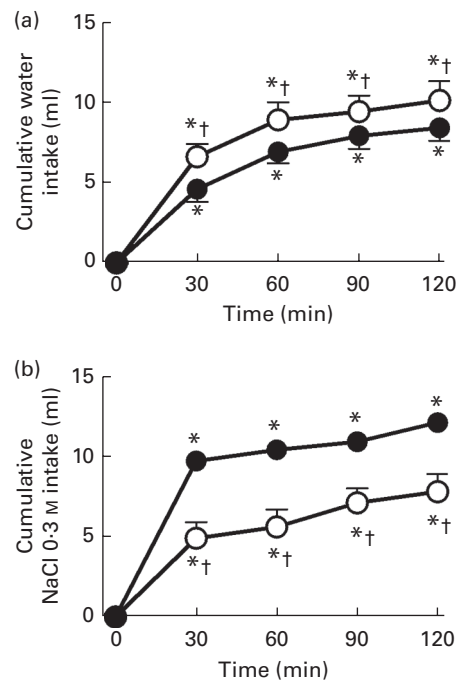 (a)
15
10
5
0
Cumulative water
intake (ml)
*†
*†
*†
*†
*
*
*
*
0 30 60 90 120
Time (min)
(b)
15
10
5
0
Cumulative
NaCl 0·3 M intake (ml)
*
*
*
*
*†
*†
*†
*†
0 30 60 90 120
Time (min)